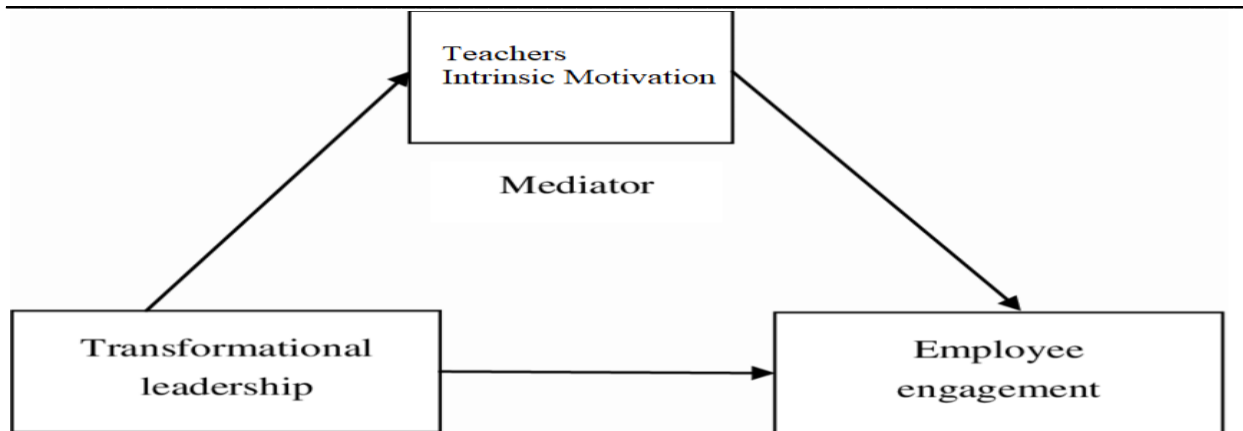 Teachers
Intrinsic Motivation
Mediator
Transformational
leadership
Employee
engagement